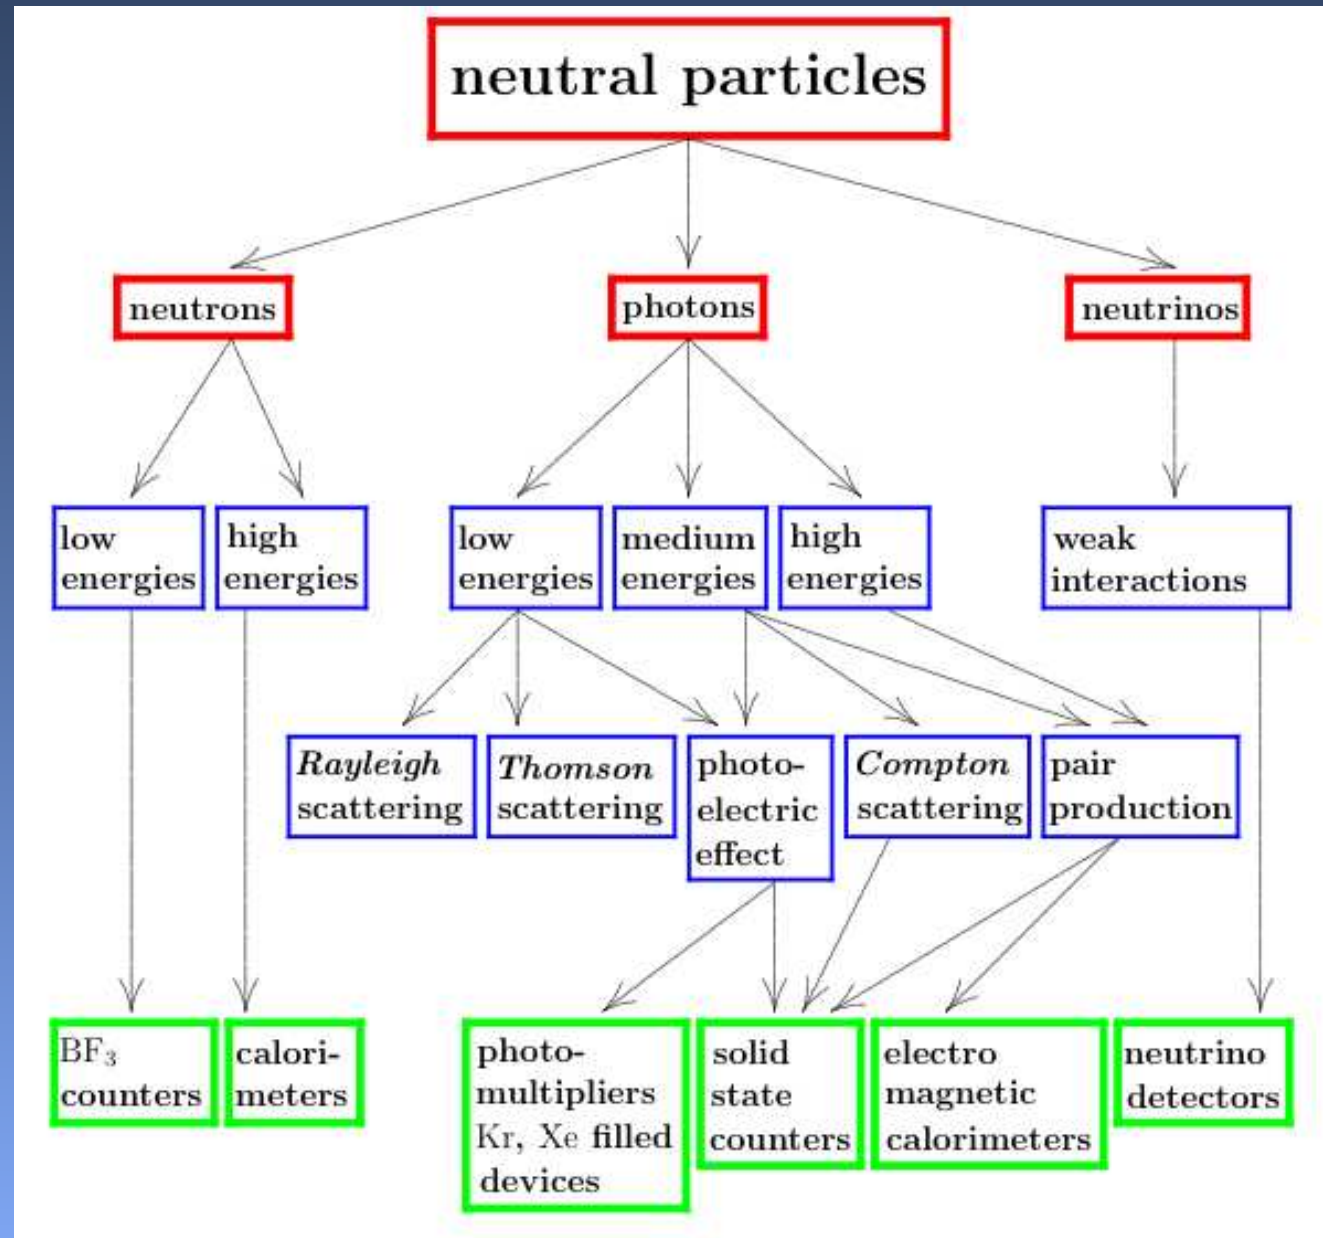 neutral particles
neutrons
photons
neutrinos
low
energies
high
energies
low
energies
medium
energies
high
energies
weak
interactions
Rayleigh
scattering
Thomson
scattering
photo-
electric
effect
Compton
scattering
pair
production
BF₃
counters
calori-
meters
photo-
multipliers
Kr, Xe filled
devices
solid
state
counters
electro
magnetic
calorimeters
neutrino
detectors